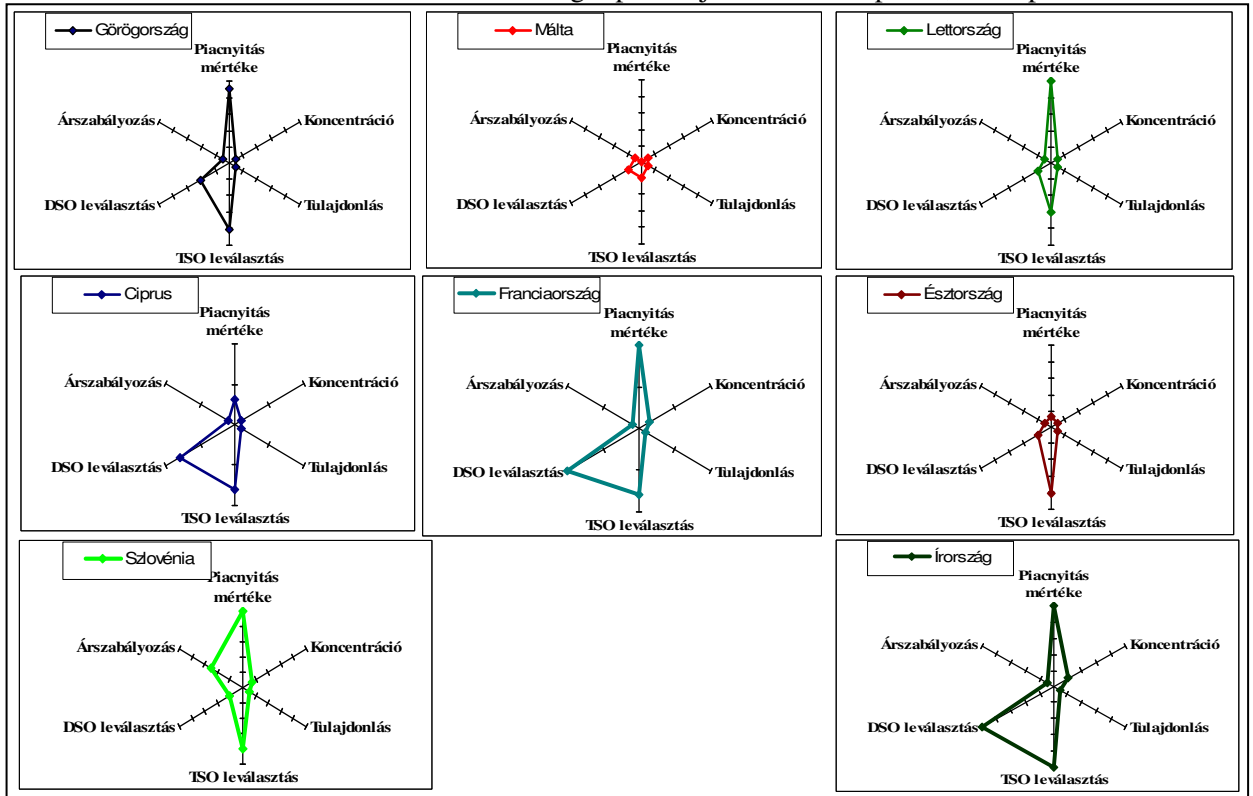 Görögország
Piacnyitás
mértéke
Árszabályozás
Koncentráció
DSO leválasztás
Tulajdonlás
TSO leválasztás
Málta
Piacnyitás
mértéke
Árszabályozás
Koncentráció
DSO leválasztás
Tulajdonlás
TSO leválasztás
Lettország
Piacnyitás
mértéke
Árszabályozás
Koncentráció
DSO leválasztás
Tulajdonlás
TSO leválasztás
Ciprus
Piacnyitás
mértéke
Árszabályozás
Koncentráció
DSO leválasztás
Tulajdonlás
TSO leválasztás
Franciaország
Piacnyitás
mértéke
Árszabályozás
Koncentráció
DSO leválasztás
Tulajdonlás
TSO leválasztás
Észtország
Piacnyitás
mértéke
Árszabályozás
Koncentráció
DSO leválasztás
Tulajdonlás
TSO leválasztás
Szlovénia
Piacnyitás
mértéke
Árszabályozás
Koncentráció
DSO leválasztás
Tulajdonlás
TSO leválasztás
Írország
Piacnyitás
mértéke
Árszabályozás
Koncentráció
DSO leválasztás
Tulajdonlás
TSO leválasztás